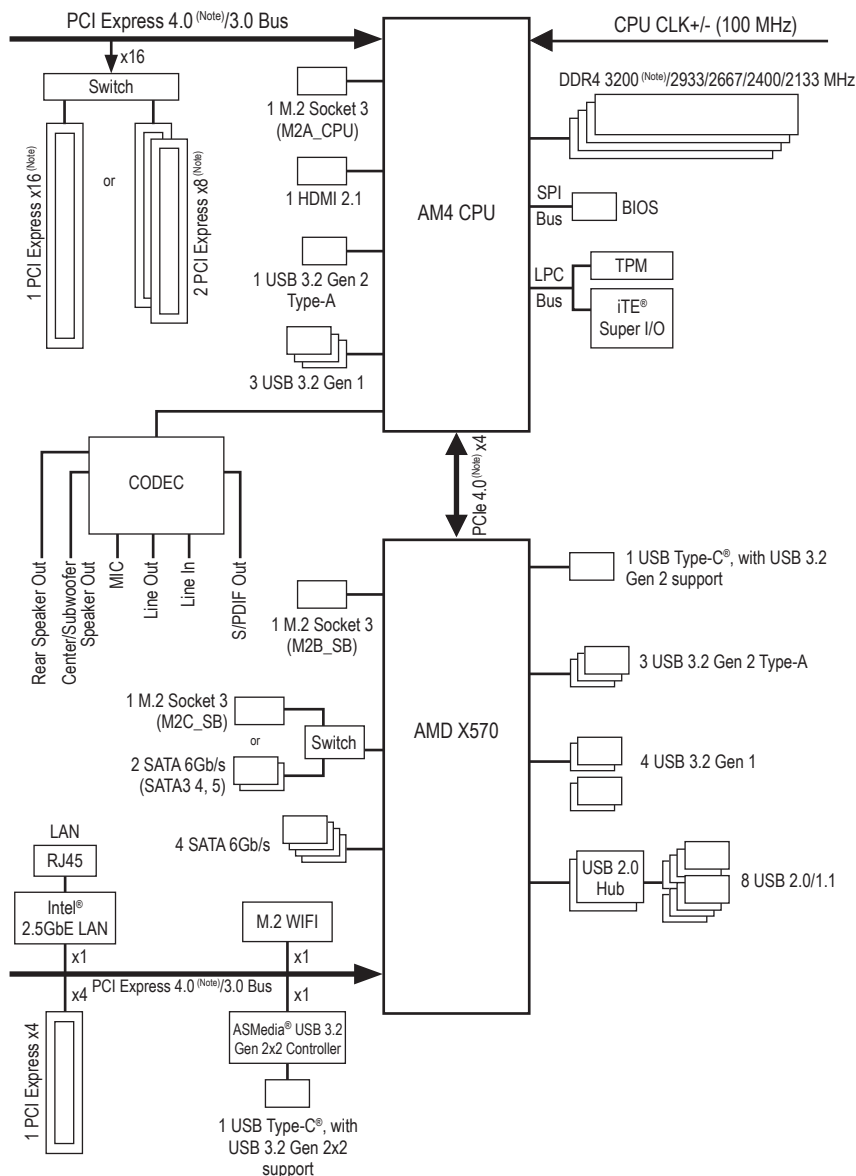 PCI Express 4.0 (Note)/3.0 Bus
CPU CLK+/- (100 MHz)
x16
Switch
1 PCI Express x16 (Note)
or
2 PCI Express x8 (Note)
1 M.2 Socket 3
(M2A_CPU)
1 HDMI 2.1
1 USB 3.2 Gen 2
Type-A
3 USB 3.2 Gen 1
AM4 CPU
DDR4 3200 (Note)/2933/2667/2400/2133 MHz
SPI
Bus
BIOS
LPC
Bus
TPM
iTE®
Super I/O
CODEC
Rear Speaker Out
Center/Subwoofer
Speaker Out
MIC
Line Out
Line In
S/PDIF Out
PCIe 4.0 (Note) x4
1 M.2 Socket 3
(M2B_SB)
1 M.2 Socket 3
(M2C_SB)
or
Switch
2 SATA 6Gb/s
(SATA3 4, 5)
4 SATA 6Gb/s
AMD X570
1 USB Type-C®, with USB 3.2
Gen 2 support
3 USB 3.2 Gen 2 Type-A
4 USB 3.2 Gen 1
USB 2.0
Hub
8 USB 2.0/1.1
LAN
RJ45
Intel®
2.5GbE LAN
x1
M.2 WIFI
x1
PCI Express 4.0 (Note)/3.0 Bus
x4
x1
1 PCI Express x4
ASMedia® USB 3.2
Gen 2x2 Controller
1 USB Type-C®, with
USB 3.2 Gen 2x2
support